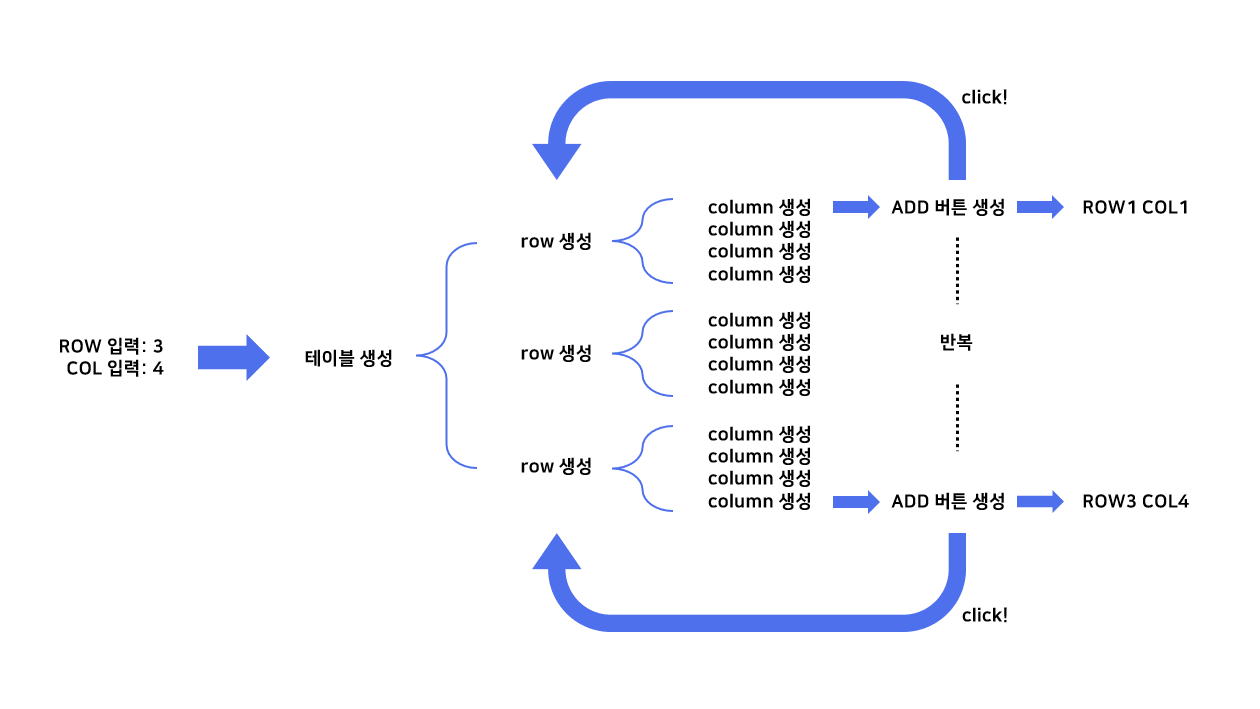 click!
ROW 입력: 3
COL 입력: 4
테이블 생성
row 생성
column 생성
column 생성
column 생성
column 생성
ADD 버튼 생성
ROW1 COL1
row 생성
column 생성
column 생성
column 생성
column 생성
반복
row 생성
column 생성
column 생성
column 생성
column 생성
ADD 버튼 생성
ROW3 COL4
click!